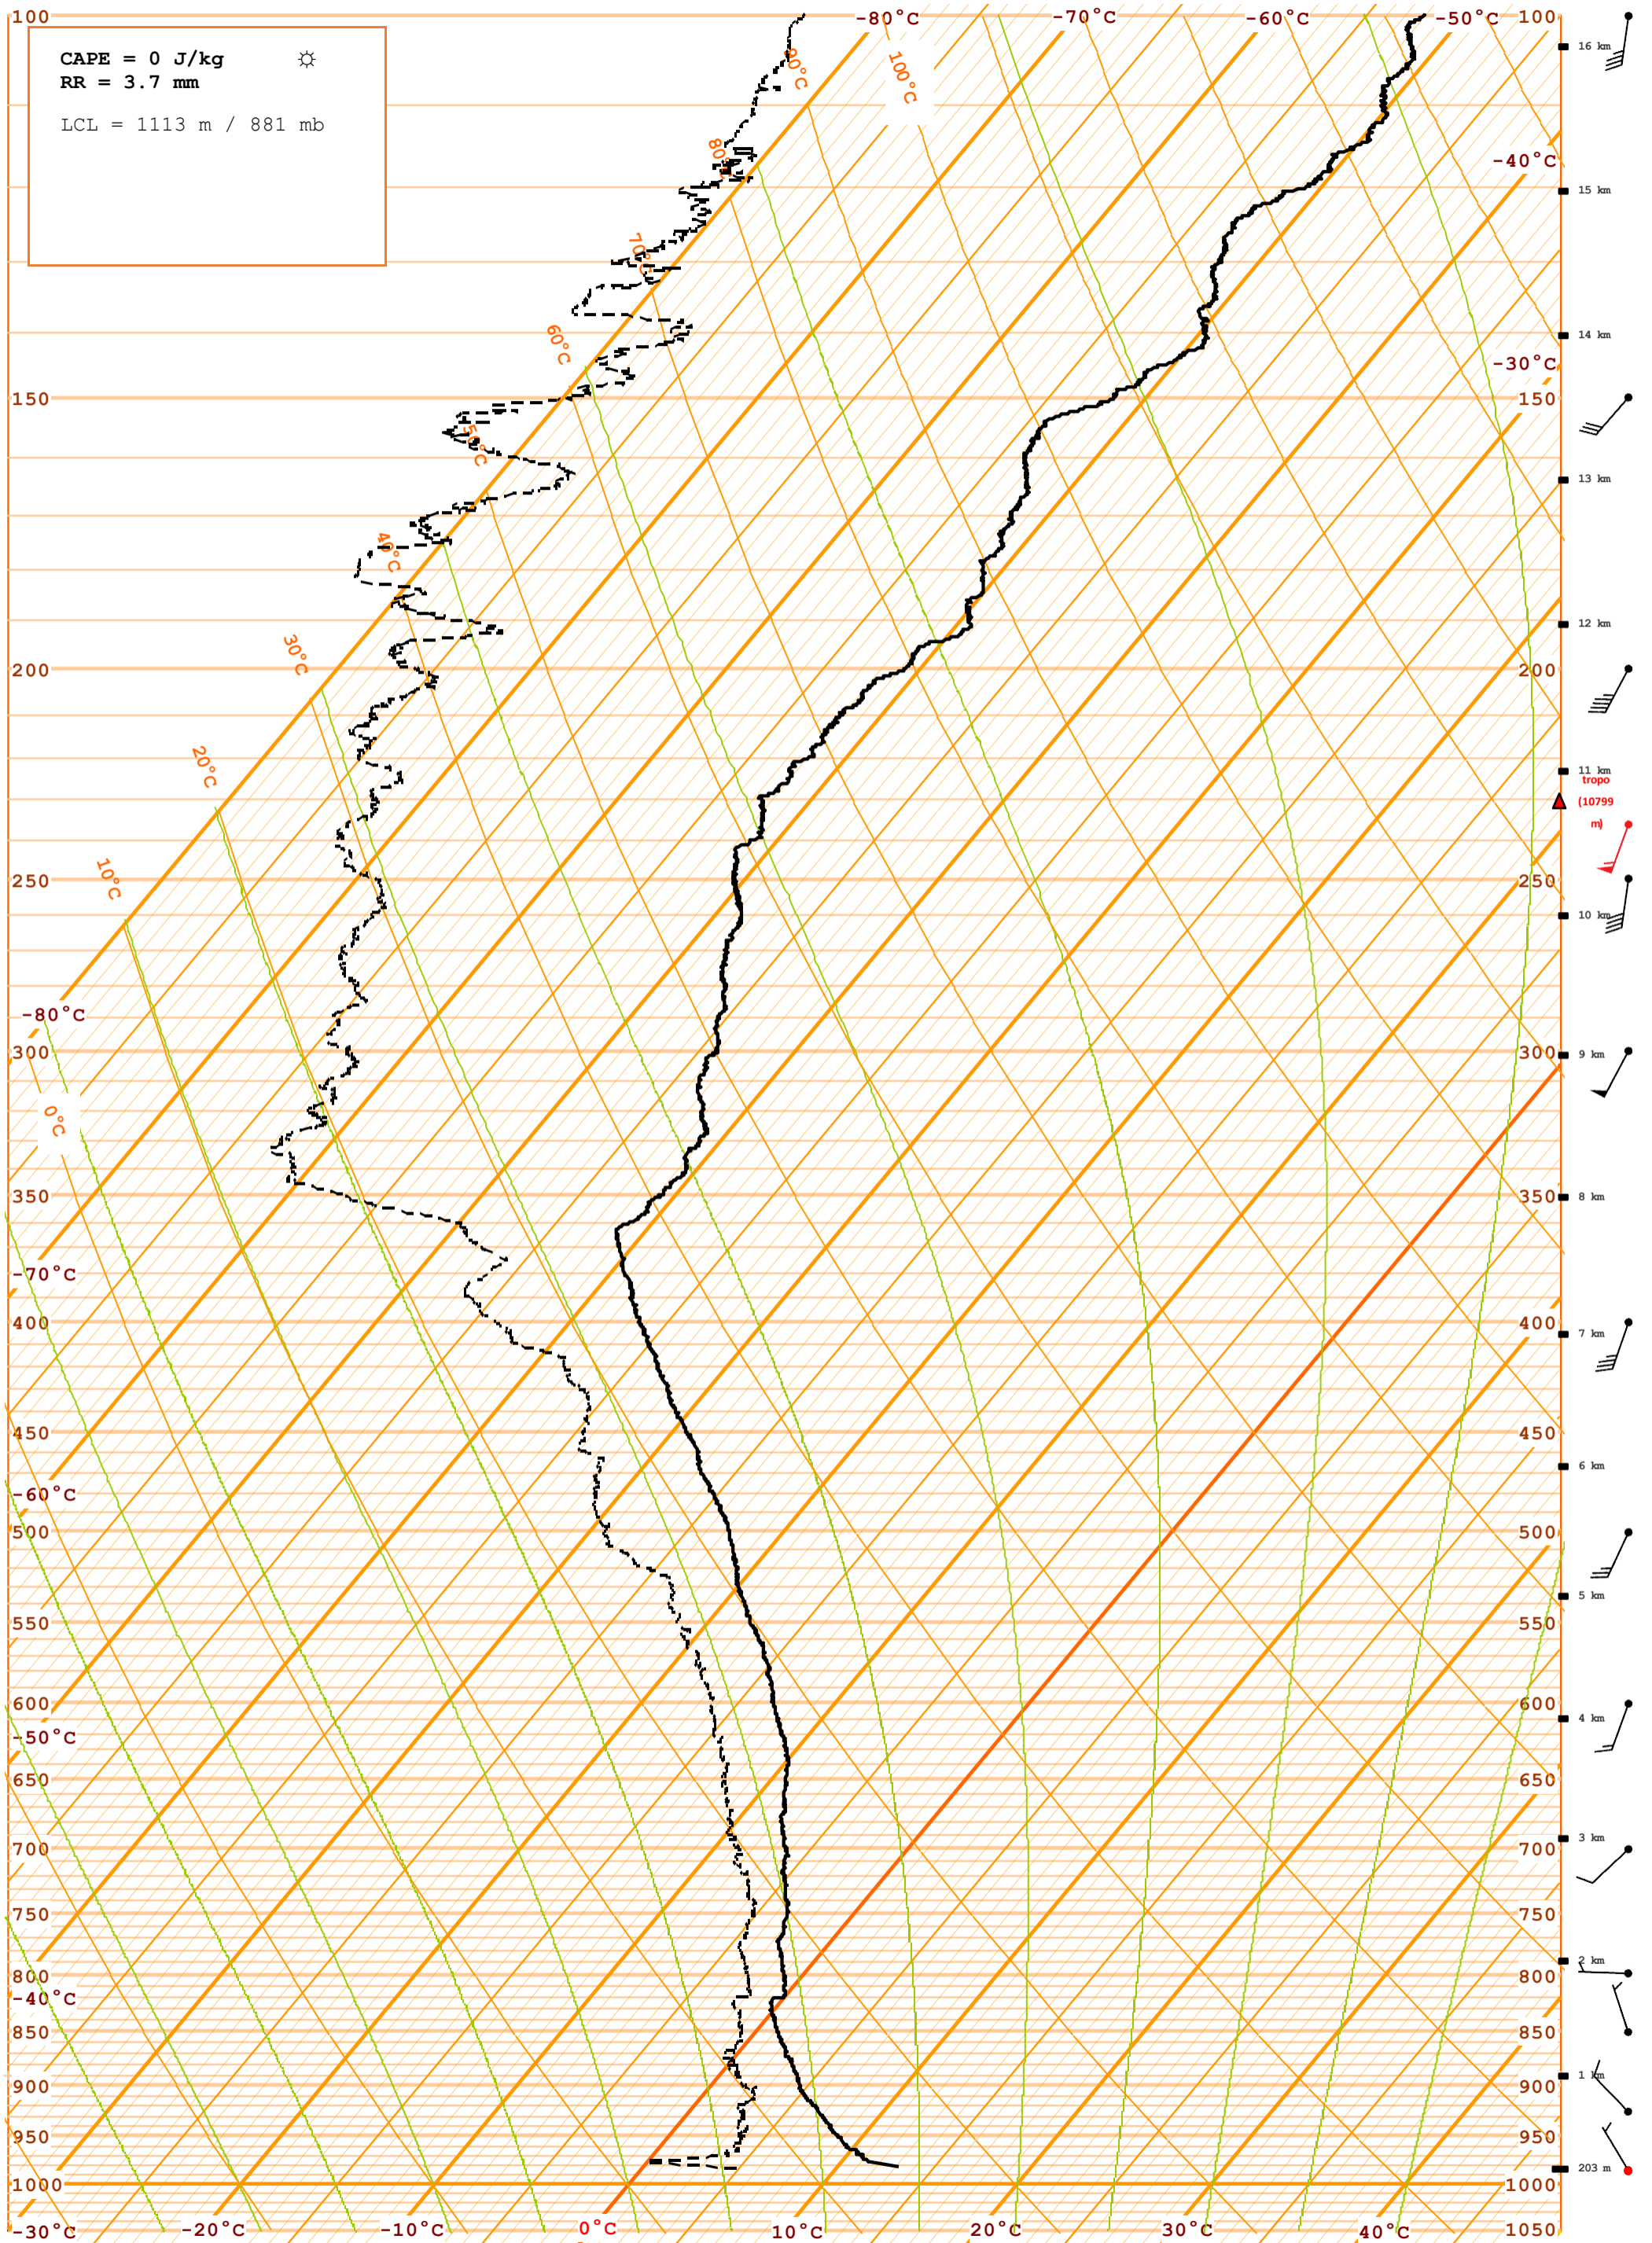 100 -80°C -70°C -60°C -50°C 100
CAPE = 0 J/kg ☼
RR = 3.7 mm
LCL = 1113 m / 881 mb
16 km
90°C 100°C
80°C -40°C
15 km
70°C
60°C 14 km
-30°C
150 150
50°C
13 km
40°C
12 km
30°C
200 200
20°C
11 km
tropo
(10799
m)
10°C
250 250
10 km
-80°C
300 300
9 km
0°C
350 350 8 km
-70°C
400 400
7 km
450 450
6 km
-60°C
500 500
5 km
550 550
600 600
4 km
-50°C
650 650
3 km
700 700
750 750
2 km
800 800
-40°C
850 850
1 km
900 900
950 950
203 m
1000 1000
-30°C -20°C -10°C 0°C 10°C 20°C 30°C 40°C 1050